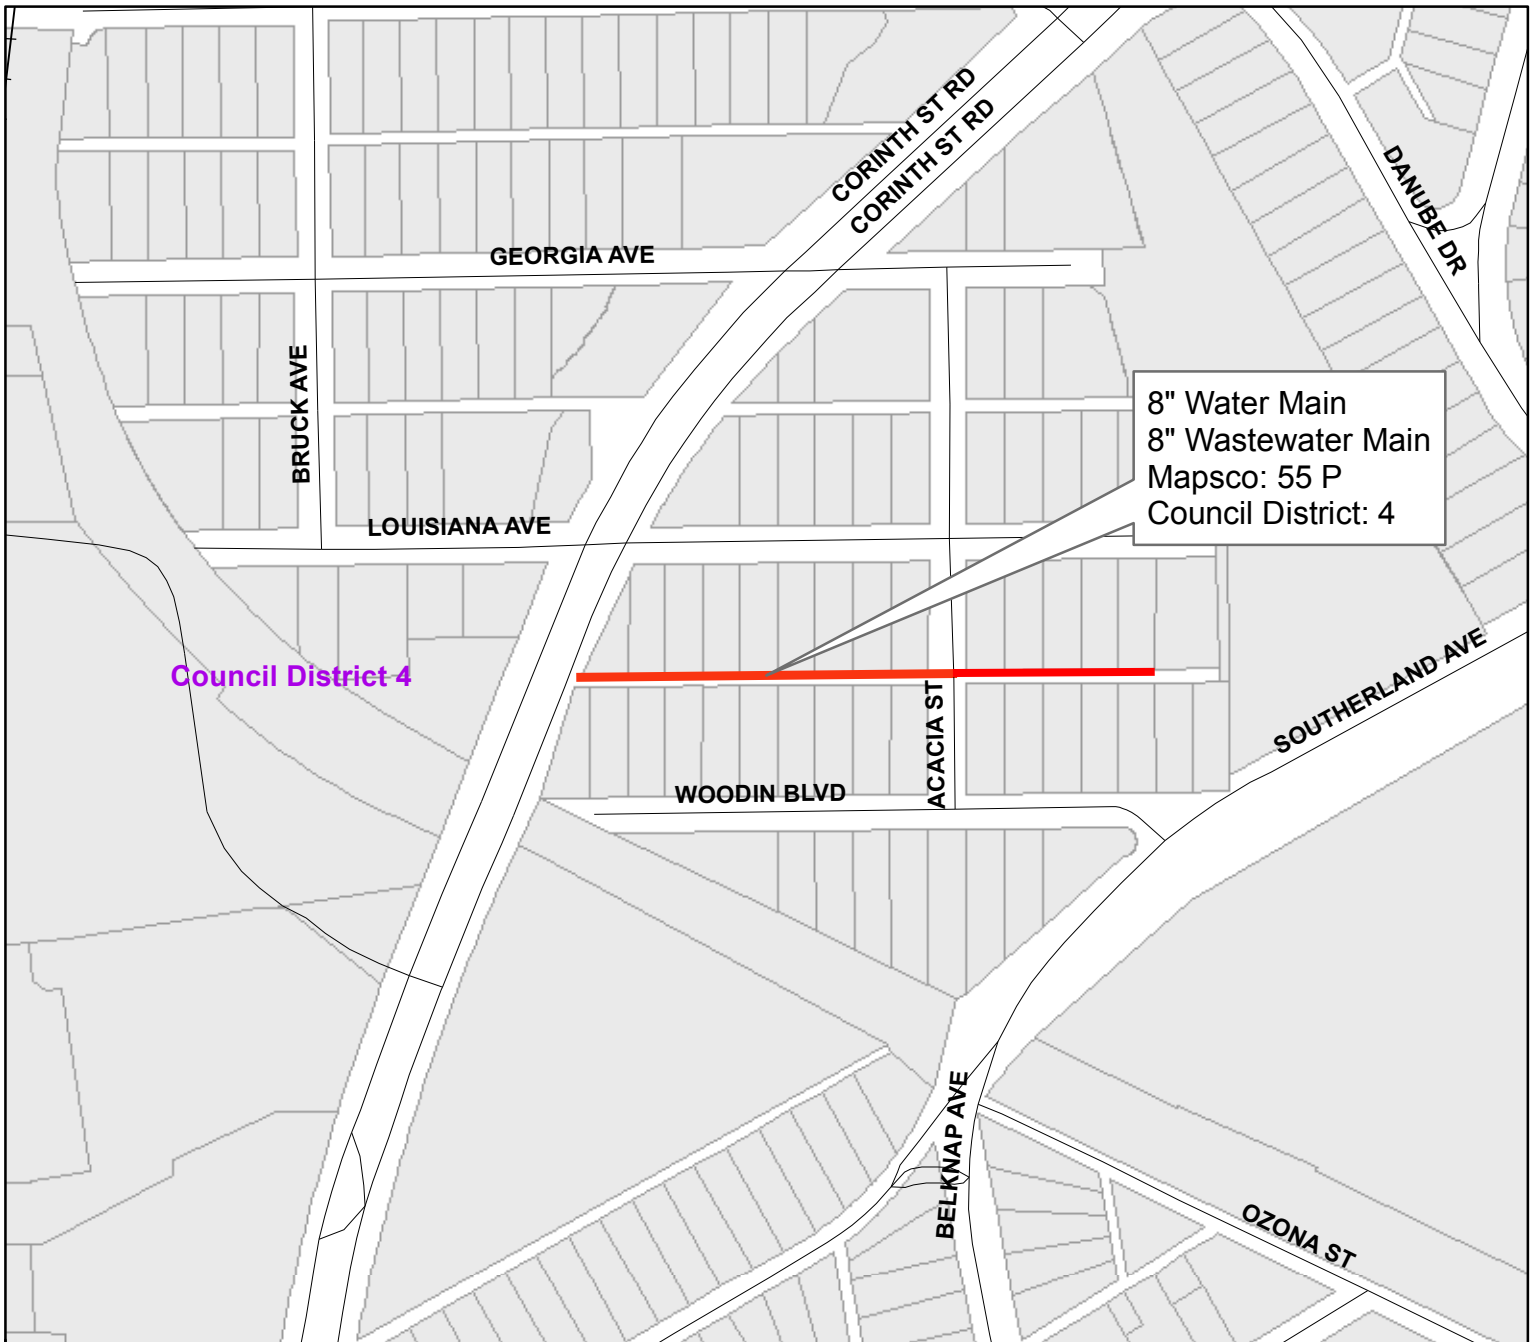 CORINTH ST RD
CORINTH ST RD
DANUBE DR
GEORGIA AVE
BRUCK AVE
8" Water Main
8" Wastewater Main
Mapsco: 55 P
Council District: 4
LOUISIANA AVE
Council District 4
SOUTHERLAND AVE
ACACIA ST
WOODIN BLVD
BELKNAP AVE
OZONA ST